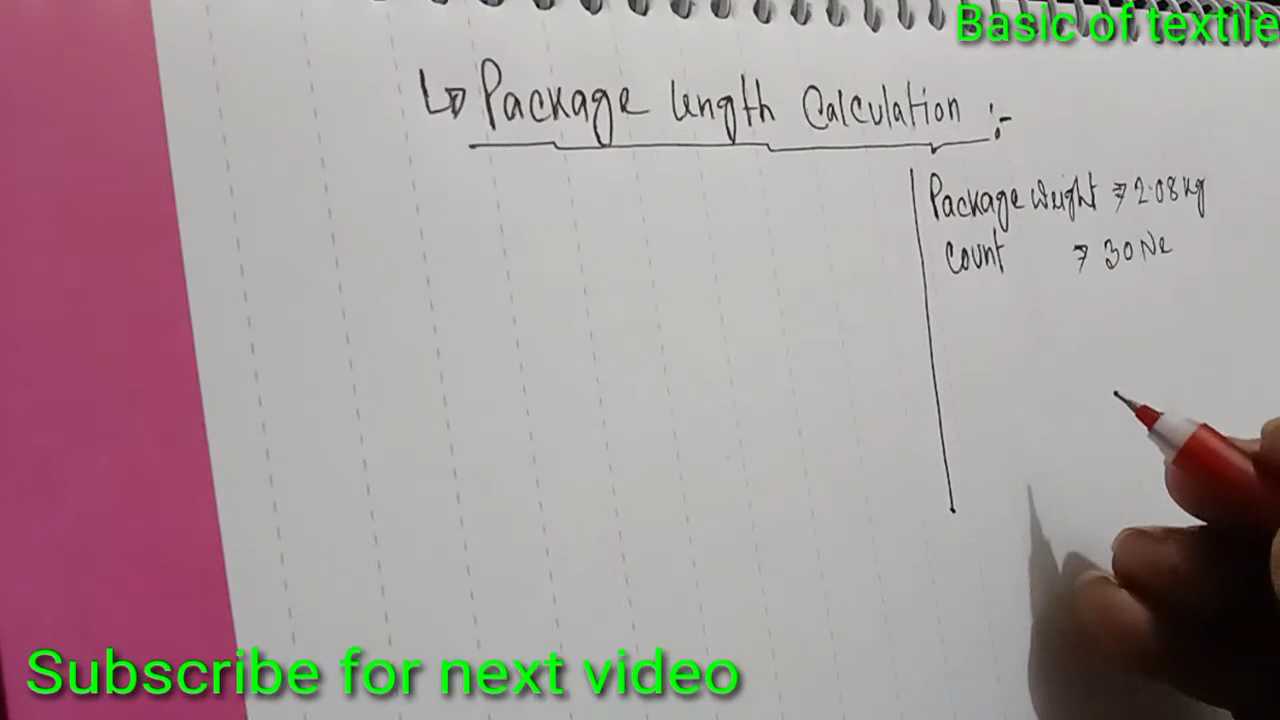 Basic of textile
↳ Package length Calculation :-
Package weight ⇒ 2.08 kg
Count ⇒ 30 Ne
Subscribe for next video